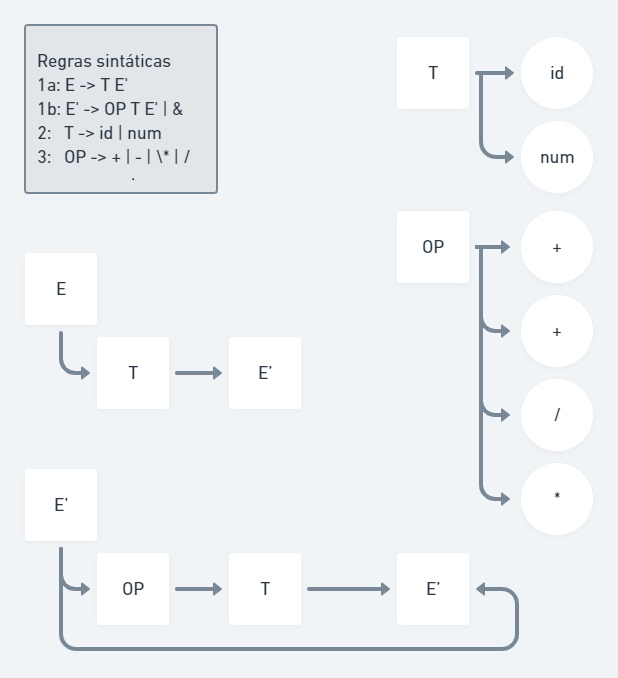 Regras sintáticas
1a: E -> T E'
1b: E' -> OP T E' | &
2: T -> id | num
3: OP -> + | - | \* | /
.
T
id
num
OP
+
+
/
*
E
T
E’
E’
OP
T
E’